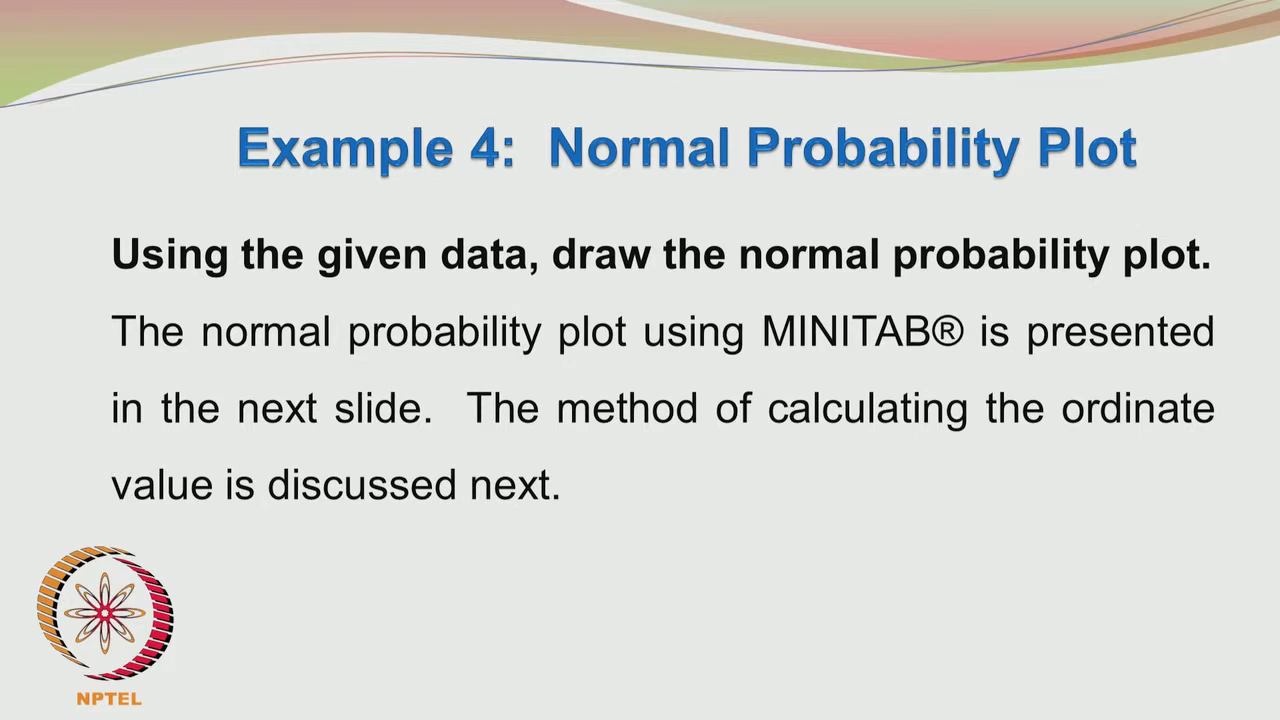 Example 4: Normal Probability Plot
Using the given data, draw the normal probability plot.
The normal probability plot using MINITAB® is presented
in the next slide. The method of calculating the ordinate
value is discussed next.
NPTEL